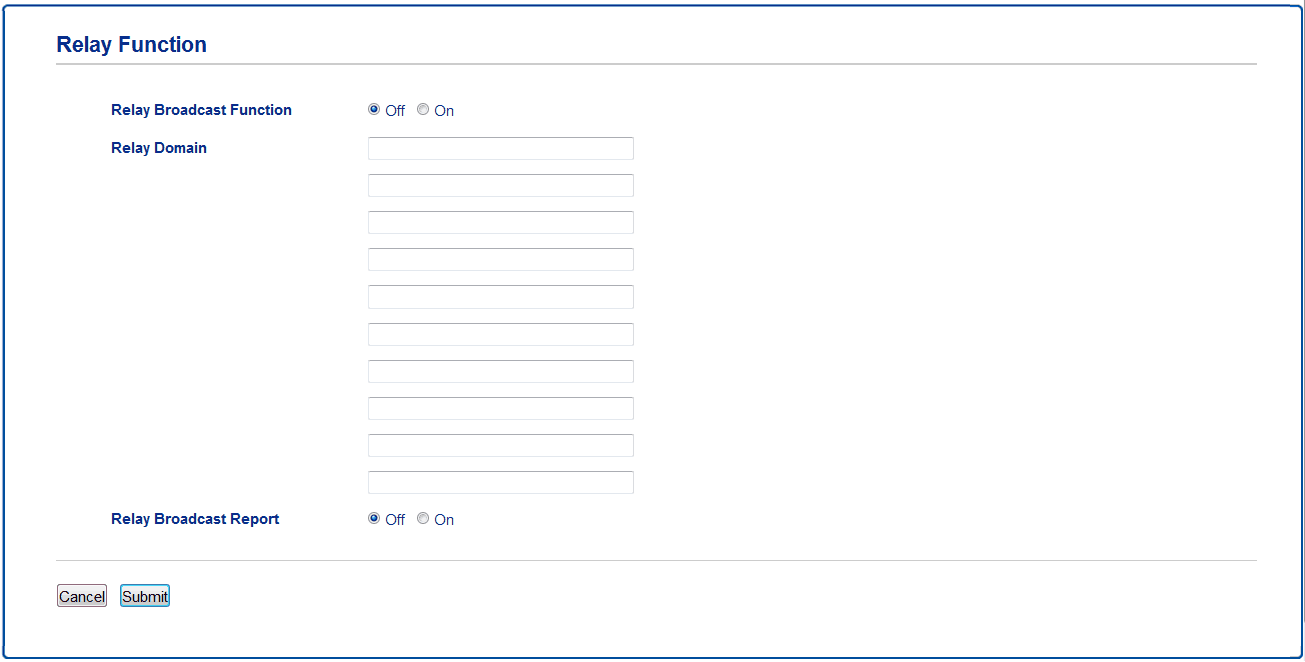 Relay Function
Relay Broadcast Function Off On
Relay Domain
Relay Broadcast Report Off On
Cancel Submit